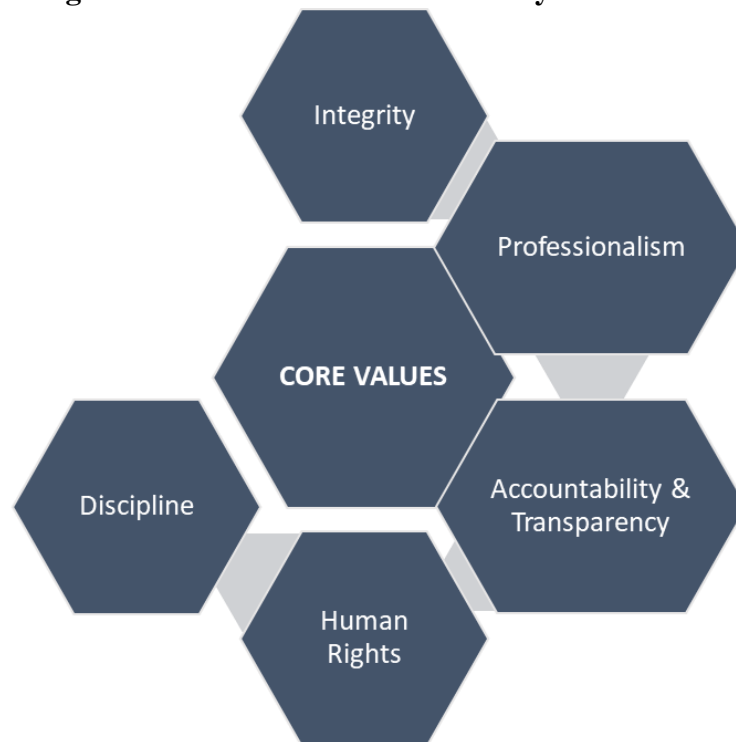 Integrity
Professionalism
CORE VALUES
Accountability &
Transparency
Discipline
Human
Rights